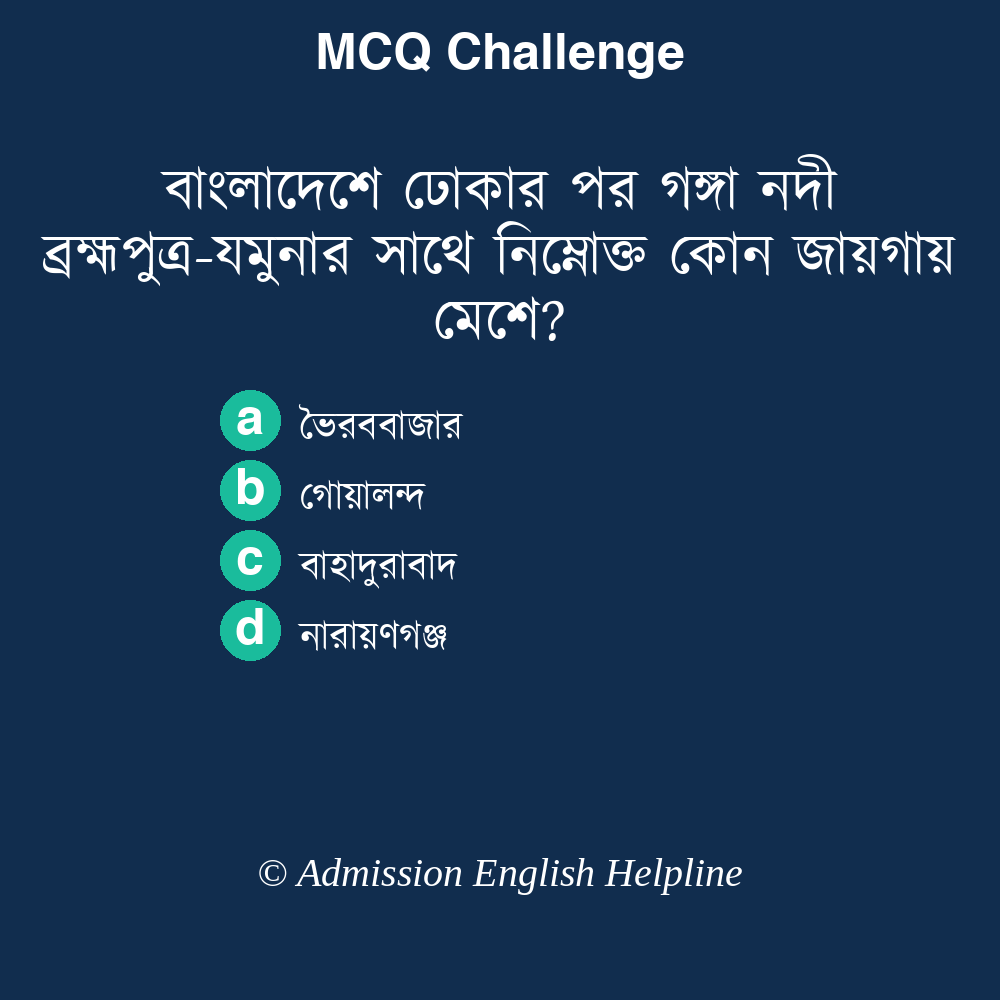 MCQ Challenge
বাংলাদেশে ঢোকার পর গঙ্গা নদী
ব্রহ্মপুত্র-যমুনার সাথে নিম্নোক্ত কোন জায়গায়
মেশে?
a ভৈরববাজার
b গোয়ালন্দ
c বাহাদুরাবাদ
d নারায়ণগঞ্জ
© Admission English Helpline